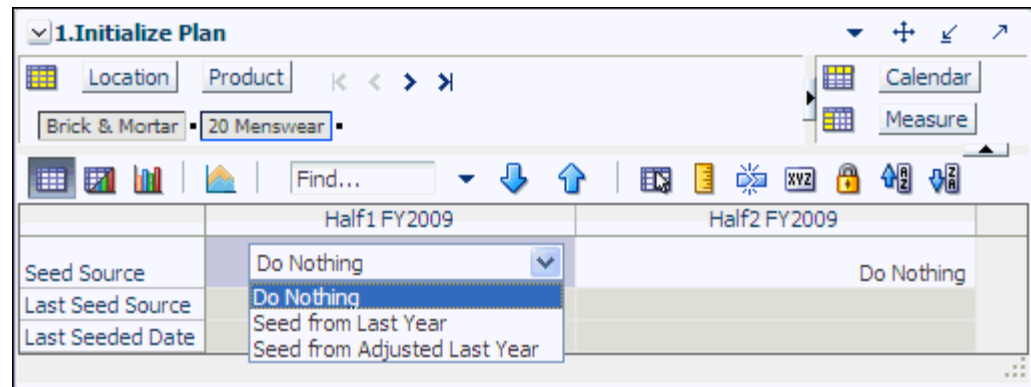 1.Initialize Plan
Location Product
Calendar
Brick & Mortar 20 Menswear
Measure
Find...
XYZ
A Z
Z A
Half1 FY2009 Half2 FY2009
Seed Source Do Nothing Do Nothing
Do Nothing
Last Seed Source Seed from Last Year
Last Seeded Date Seed from Adjusted Last Year